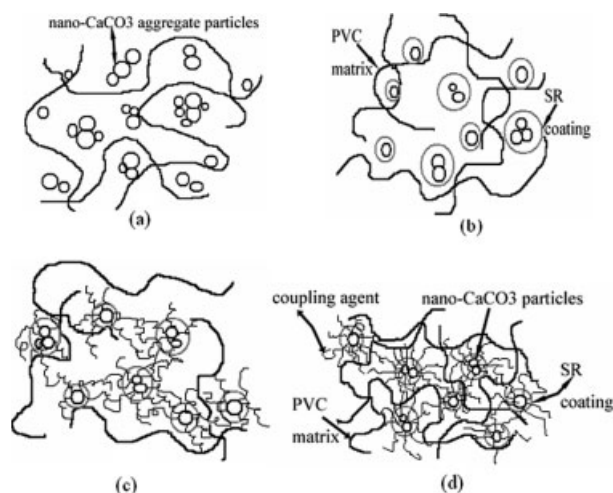 nano-CaCO3 aggregate particles
(a)
PVC
matrix
SR
coating
(b)
(c)
coupling agent
nano-CaCO3 particles
PVC
matrix
SR
coating
(d)